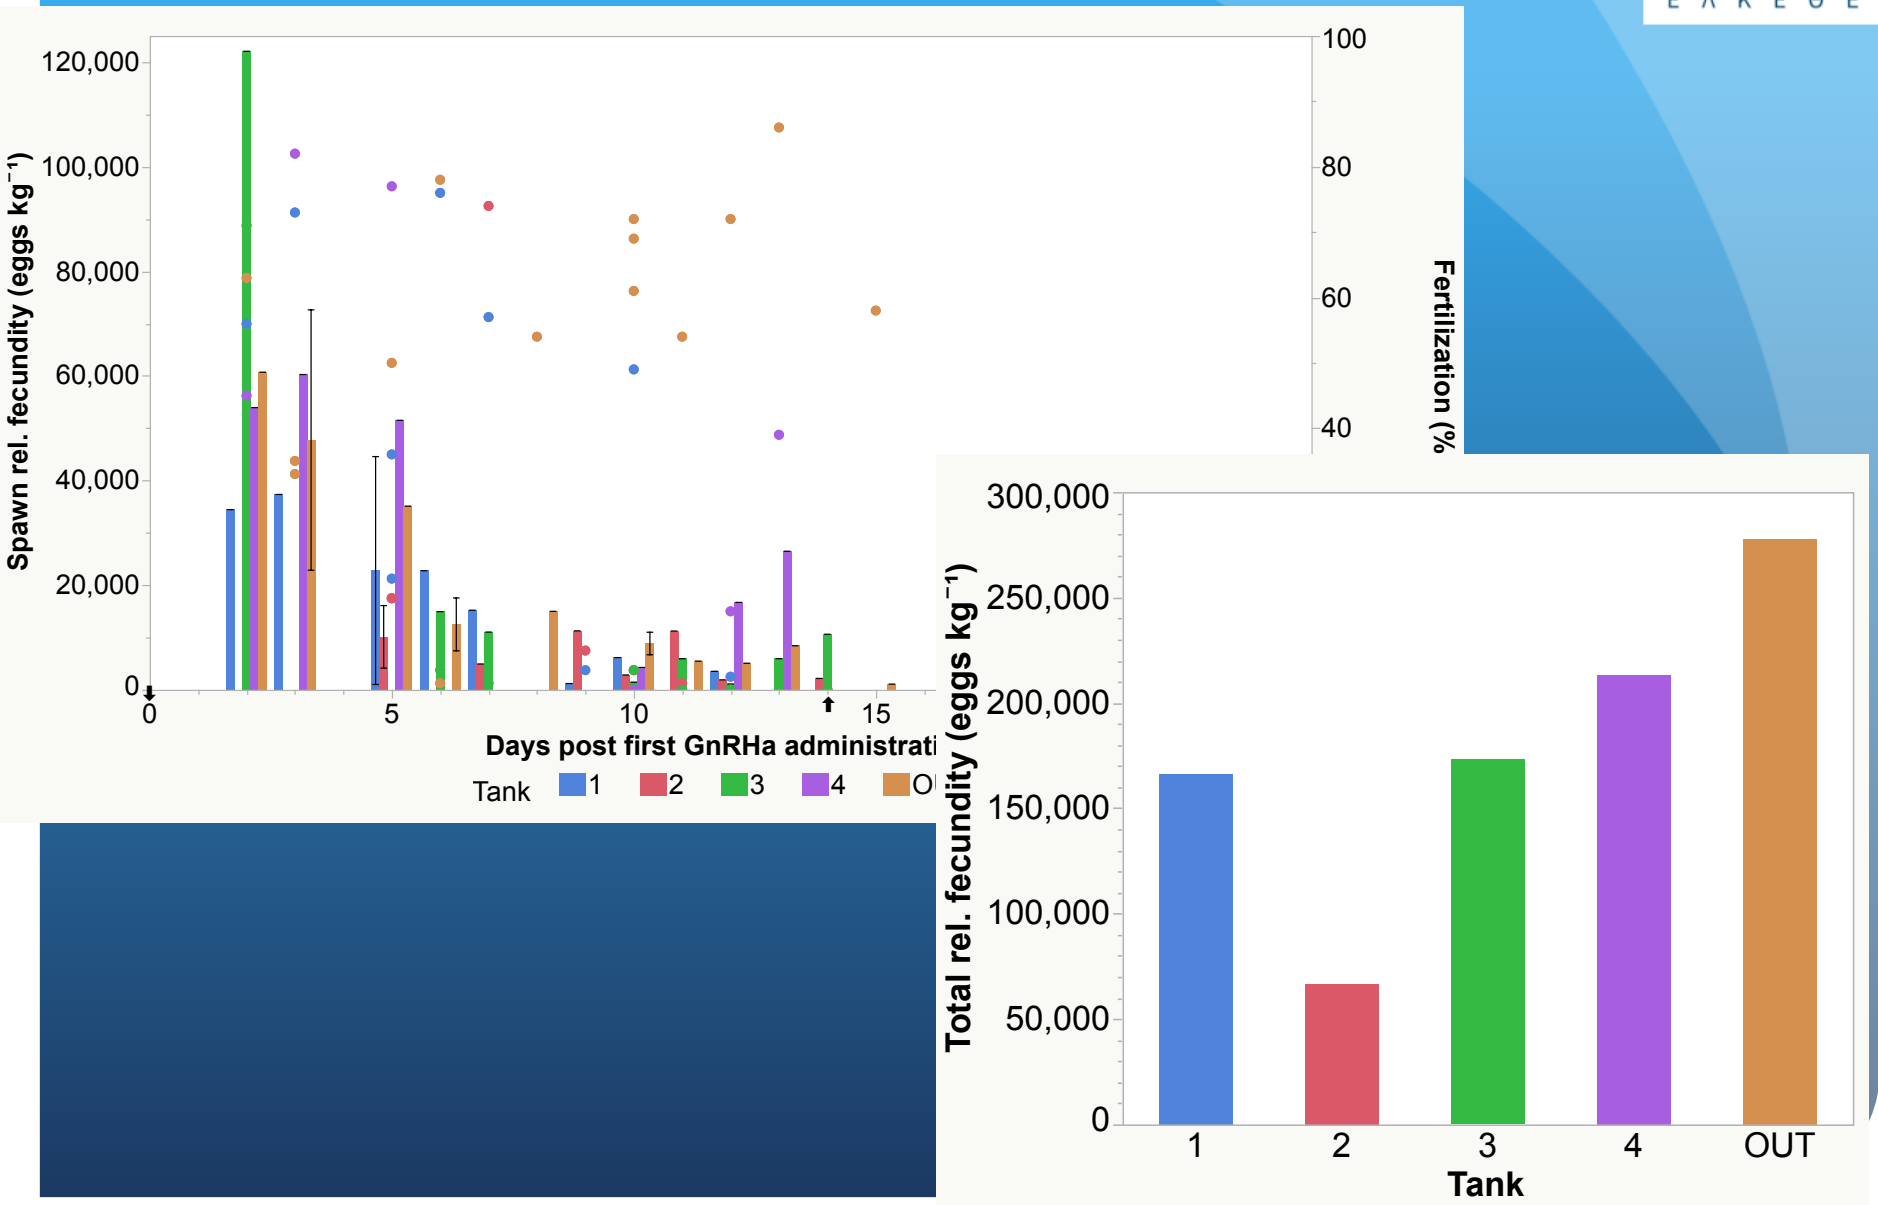 Ε Λ Κ Ε Θ Ε
Spawn rel. fecundity (eggs kg⁻¹)
120,000
100,000
80,000
60,000
40,000
20,000
0
100
80
60
40
Fertilization (%
0 5 10 15
Days post first GnRHa administrati
Tank 1 2 3 4 OU
Total rel. fecundity (eggs kg⁻¹)
300,000
250,000
200,000
150,000
100,000
50,000
0
1 2 3 4 OUT
Tank